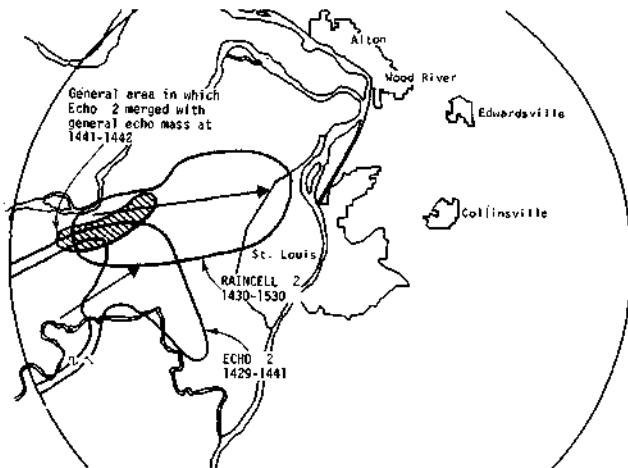 Alton
Wood River
General area in which
Echo 2 merged with
general echo mass at
1441-1442
Edwardsville
Collinsville
St. Louis
RAINCELL 2
1430-1530
ECHO 2
1429-1441